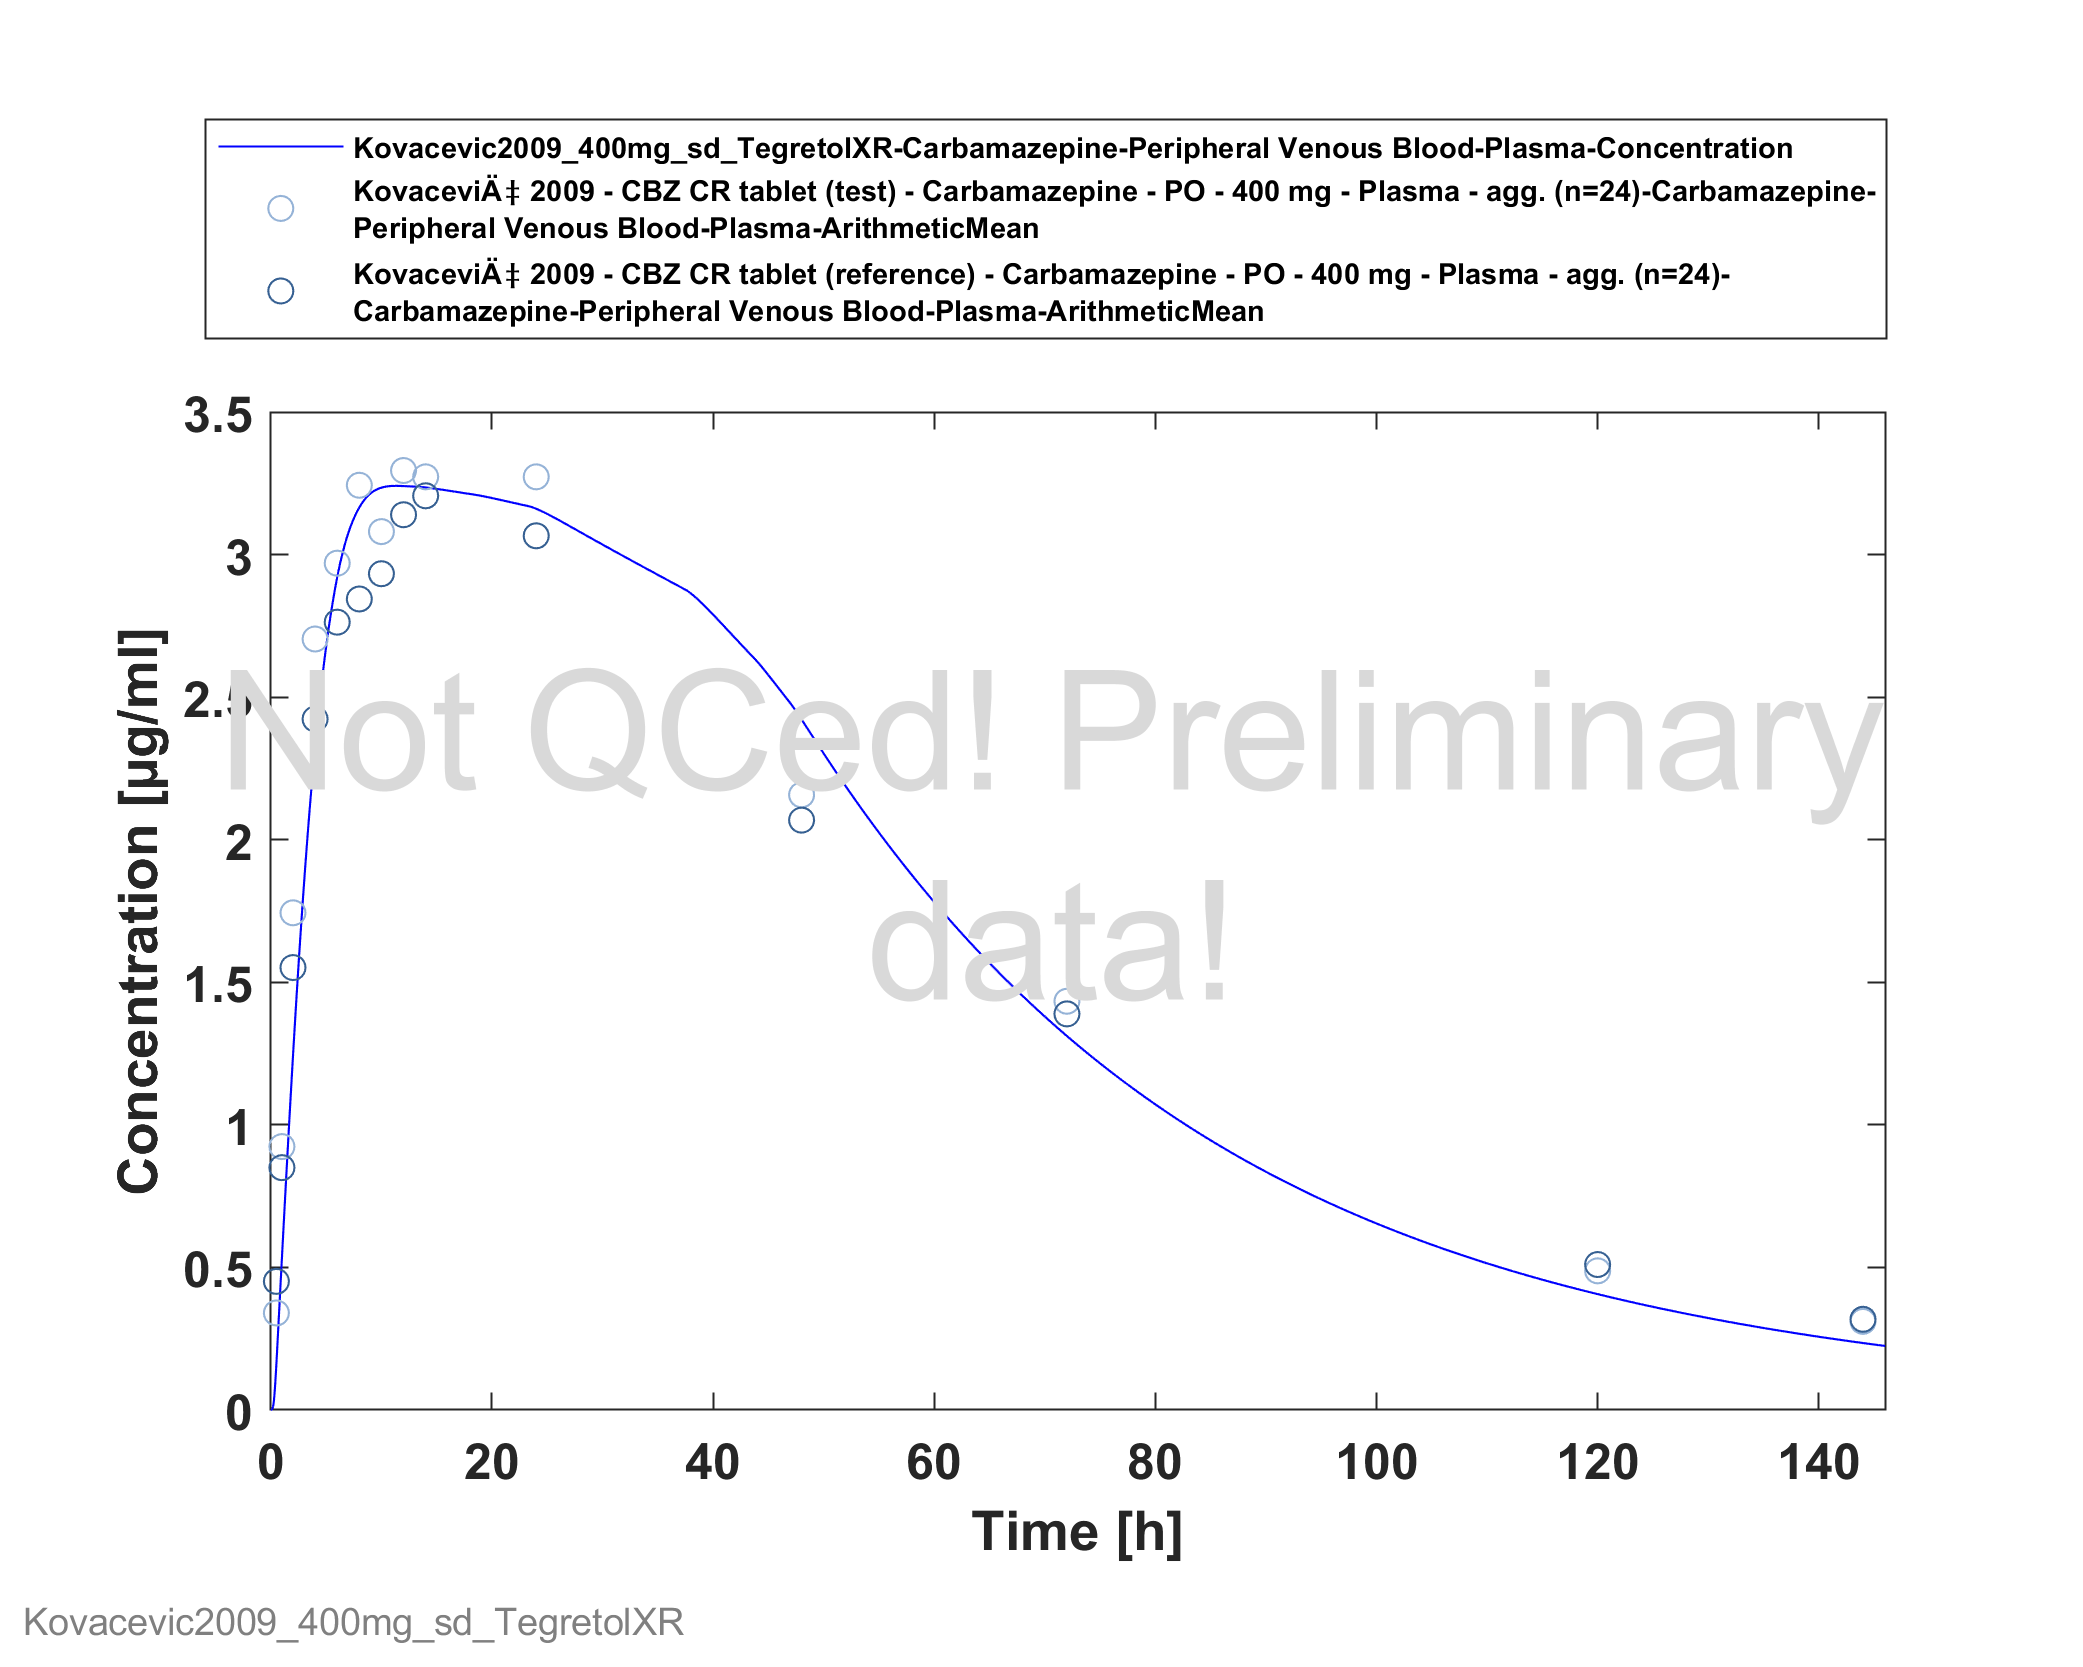 Kovacevic2009_400mg_sd_TegretolXR-Carbamazepine-Peripheral Venous Blood-Plasma-Concentration
KovaceviÄ‡ 2009 - CBZ CR tablet (test) - Carbamazepine - PO - 400 mg - Plasma - agg. (n=24)-Carbamazepine-
Peripheral Venous Blood-Plasma-ArithmeticMean
KovaceviÄ‡ 2009 - CBZ CR tablet (reference) - Carbamazepine - PO - 400 mg - Plasma - agg. (n=24)-
Carbamazepine-Peripheral Venous Blood-Plasma-ArithmeticMean
3.5
3
2.5
2
1.5
1
0.5
0
Concentration [µg/ml]
Not QCed! Preliminary
data!
0 20 40 60 80 100 120 140
Time [h]
Kovacevic2009_400mg_sd_TegretolXR